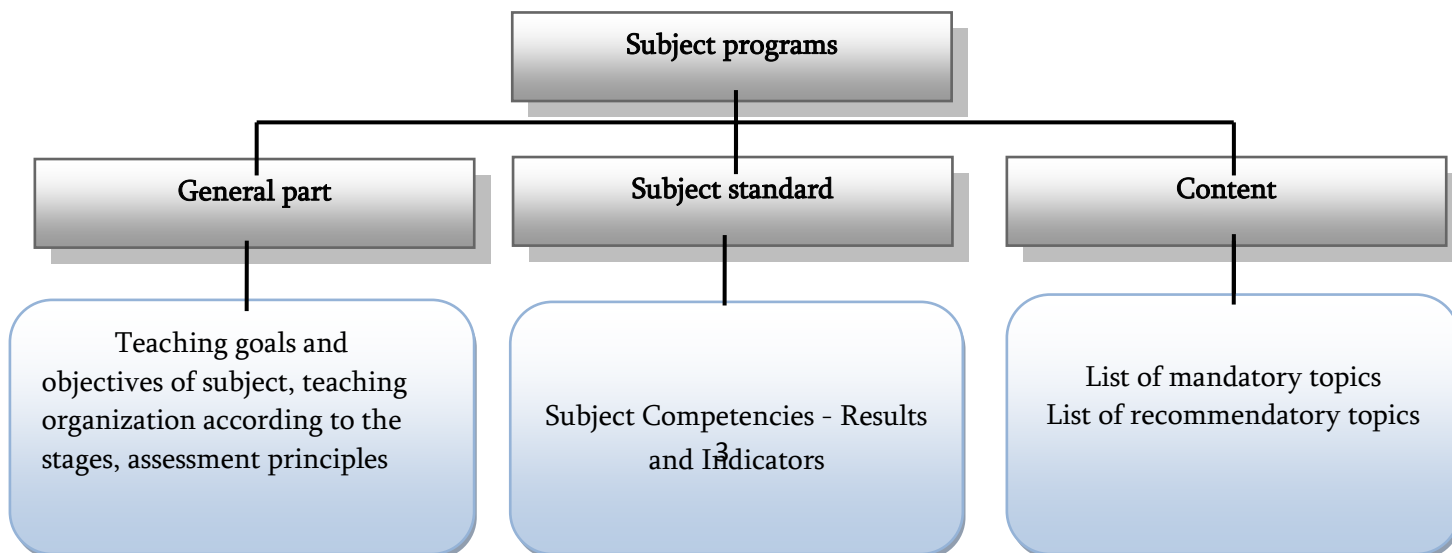 Subject programs
General part
Subject standard
Content
Teaching goals and
objectives of subject, teaching
organization according to the
stages, assessment principles
Subject Competencies - Results
and Indicators
3
List of mandatory topics
List of recommendatory topics